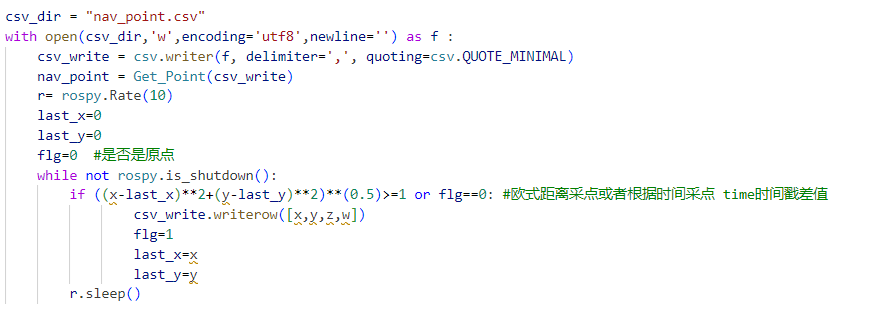 csv_dir = "nav_point.csv"
with open(csv_dir,'w',encoding='utf8',newline='') as f :
    csv_write = csv.writer(f, delimiter=',', quoting=csv.QUOTE_MINIMAL)
    nav_point = Get_Point(csv_write)
    r= rospy.Rate(10)
    last_x=0
    last_y=0
    flg=0  #是否是原点
    while not rospy.is_shutdown():
        if ((x-last_x)**2+(y-last_y)**2)**(0.5)>=1 or flg==0: #欧式距离采点或者根据时间采点 time时间戳差值
                csv_write.writerow([x,y,z,w])
                flg=1
                last_x=x
                last_y=y
        r.sleep()